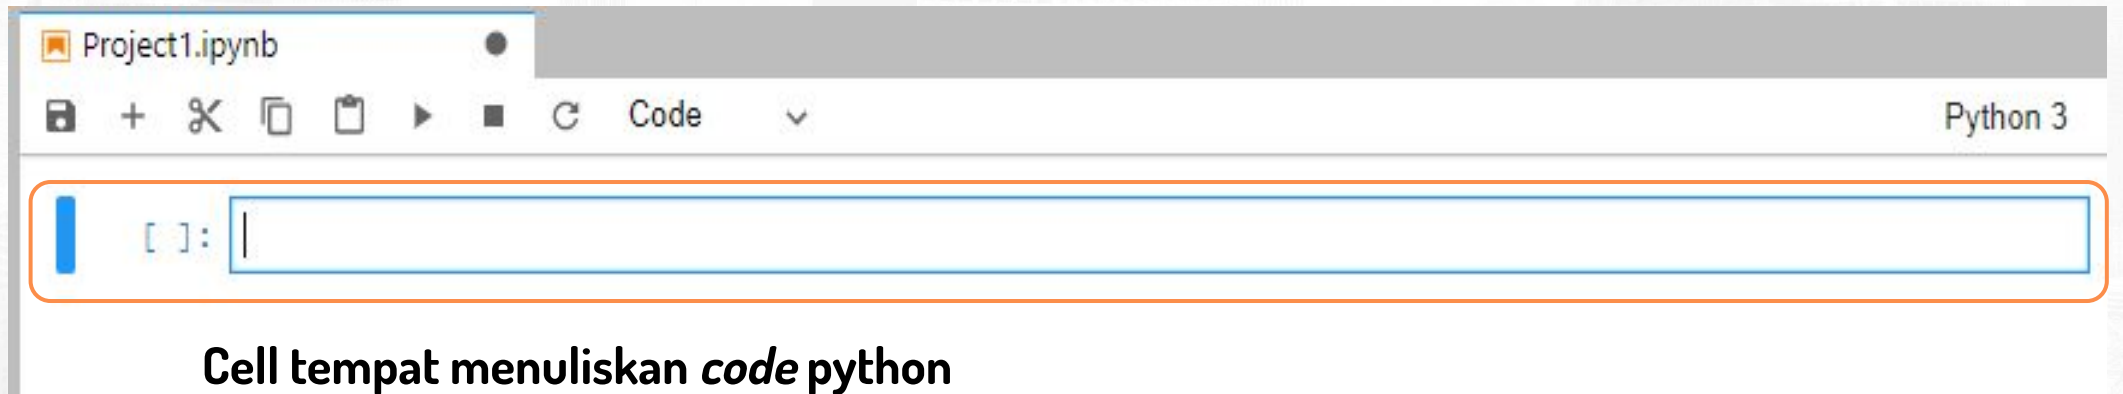 Project1.ipynb
Code
Python 3
[ ]:
Cell tempat menuliskan code python